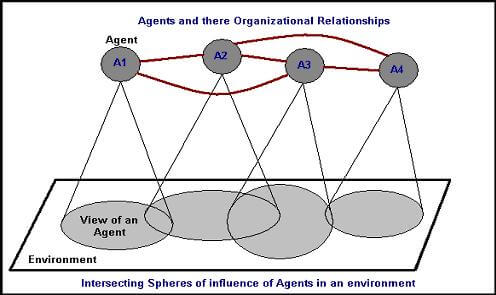 Agents and there Organizational Relationships
Agent
A1
A2
A3
A4
View of an
Agent
Environment
Intersecting Spheres of influence of Agents in an environment